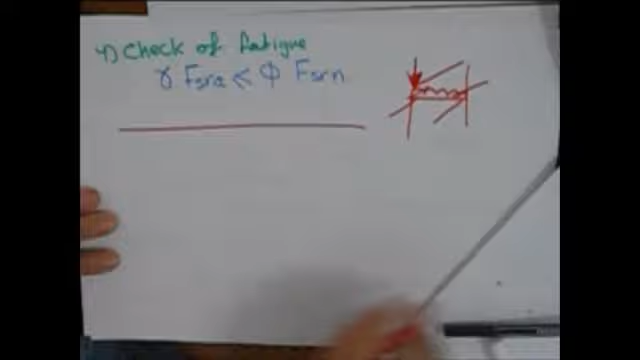 4) Check of fatigue
γ Fsra < Φ Fsrn